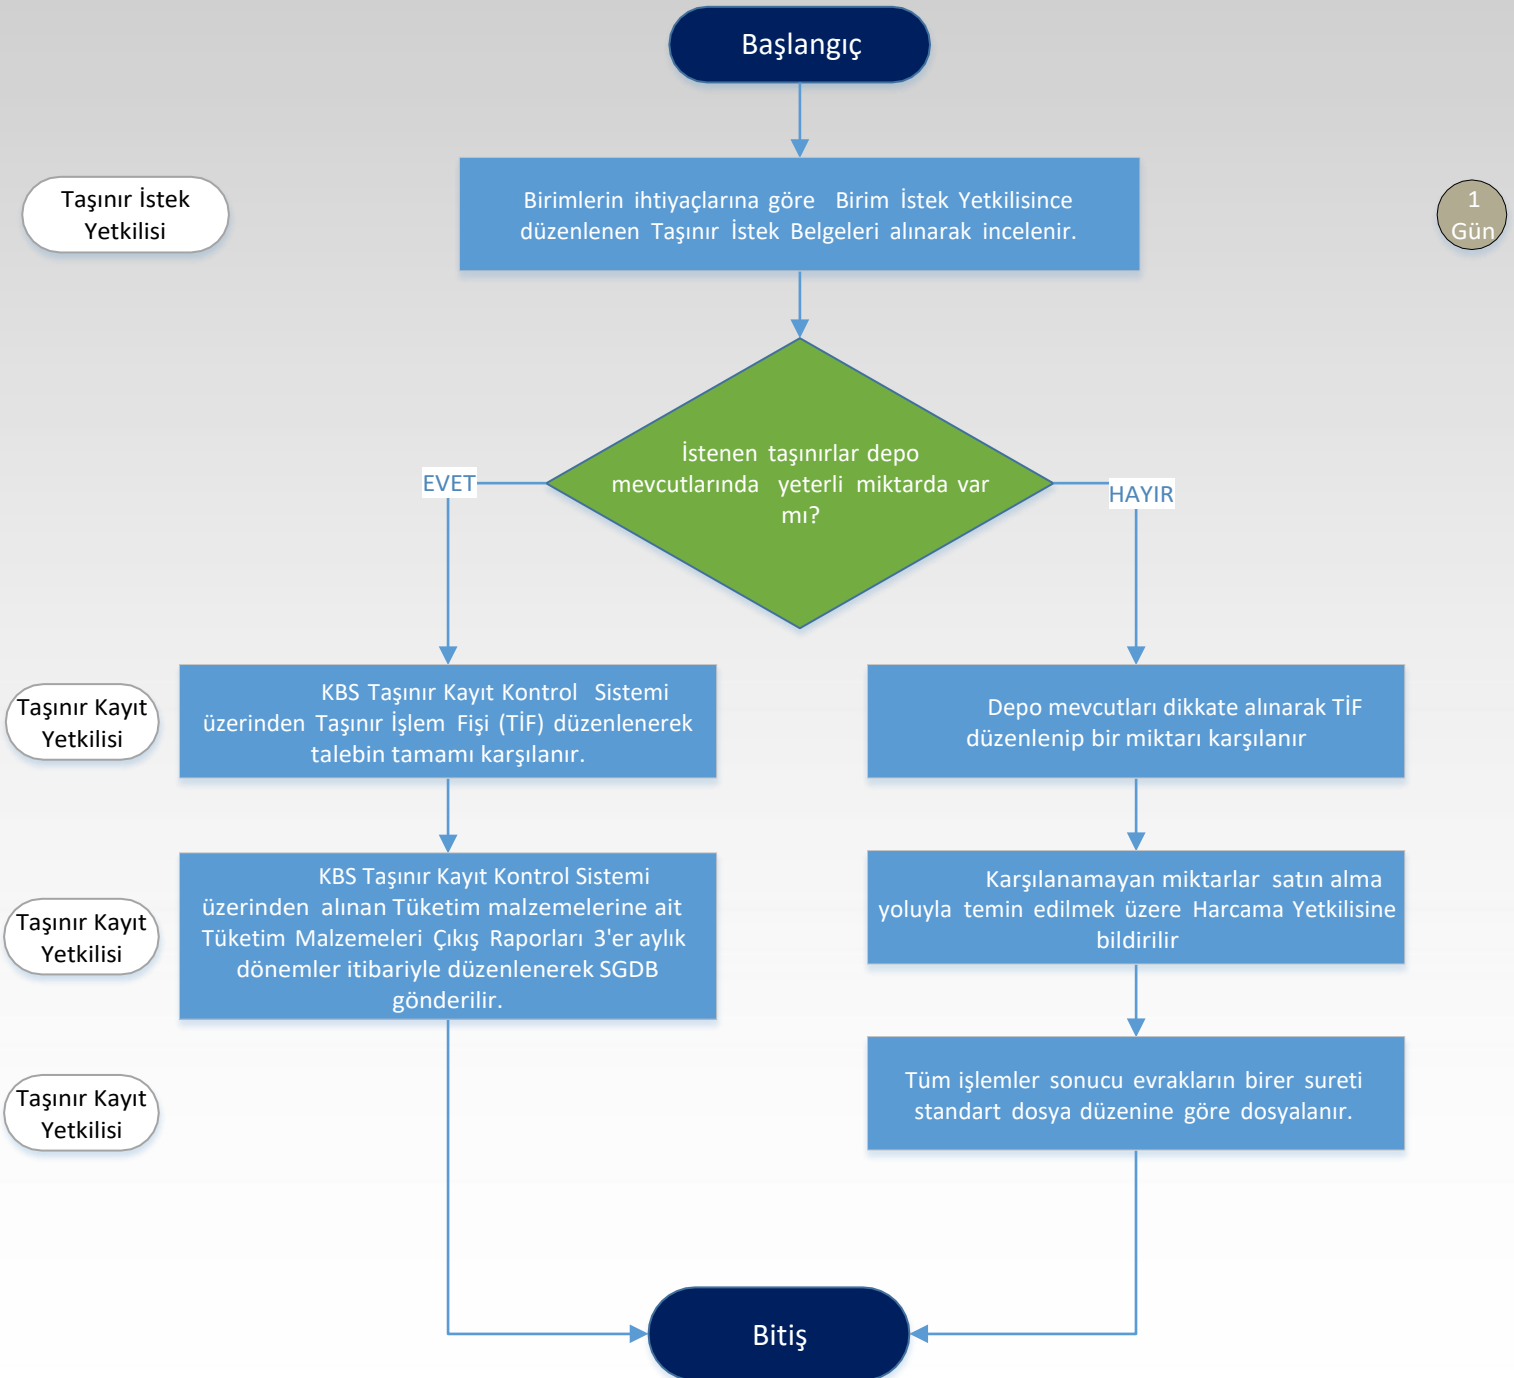 Başlangıç
Taşınır İstek
Yetkilisi
Birimlerin ihtiyaçlarına göre Birim İstek Yetkilisince
düzenlenen Taşınır İstek Belgeleri alınarak incelenir.
1
Gün
İstenen taşınırlar depo
mevcutlarında yeterli miktarda var
mı?
EVET
HAYIR
Taşınır Kayıt
Yetkilisi
KBS Taşınır Kayıt Kontrol Sistemi
üzerinden Taşınır İşlem Fişi (TİF) düzenlenerek
talebin tamamı karşılanır.
Depo mevcutları dikkate alınarak TİF
düzenlenip bir miktarı karşılanır
Taşınır Kayıt
Yetkilisi
KBS Taşınır Kayıt Kontrol Sistemi
üzerinden alınan Tüketim malzemelerine ait
Tüketim Malzemeleri Çıkış Raporları 3'er aylık
dönemler itibariyle düzenlenerek SGDB
gönderilir.
Karşılanamayan miktarlar satın alma
yoluyla temin edilmek üzere Harcama Yetkilisine
bildirilir
Taşınır Kayıt
Yetkilisi
Tüm işlemler sonucu evrakların birer sureti
standart dosya düzenine göre dosyalanır.
Bitiş